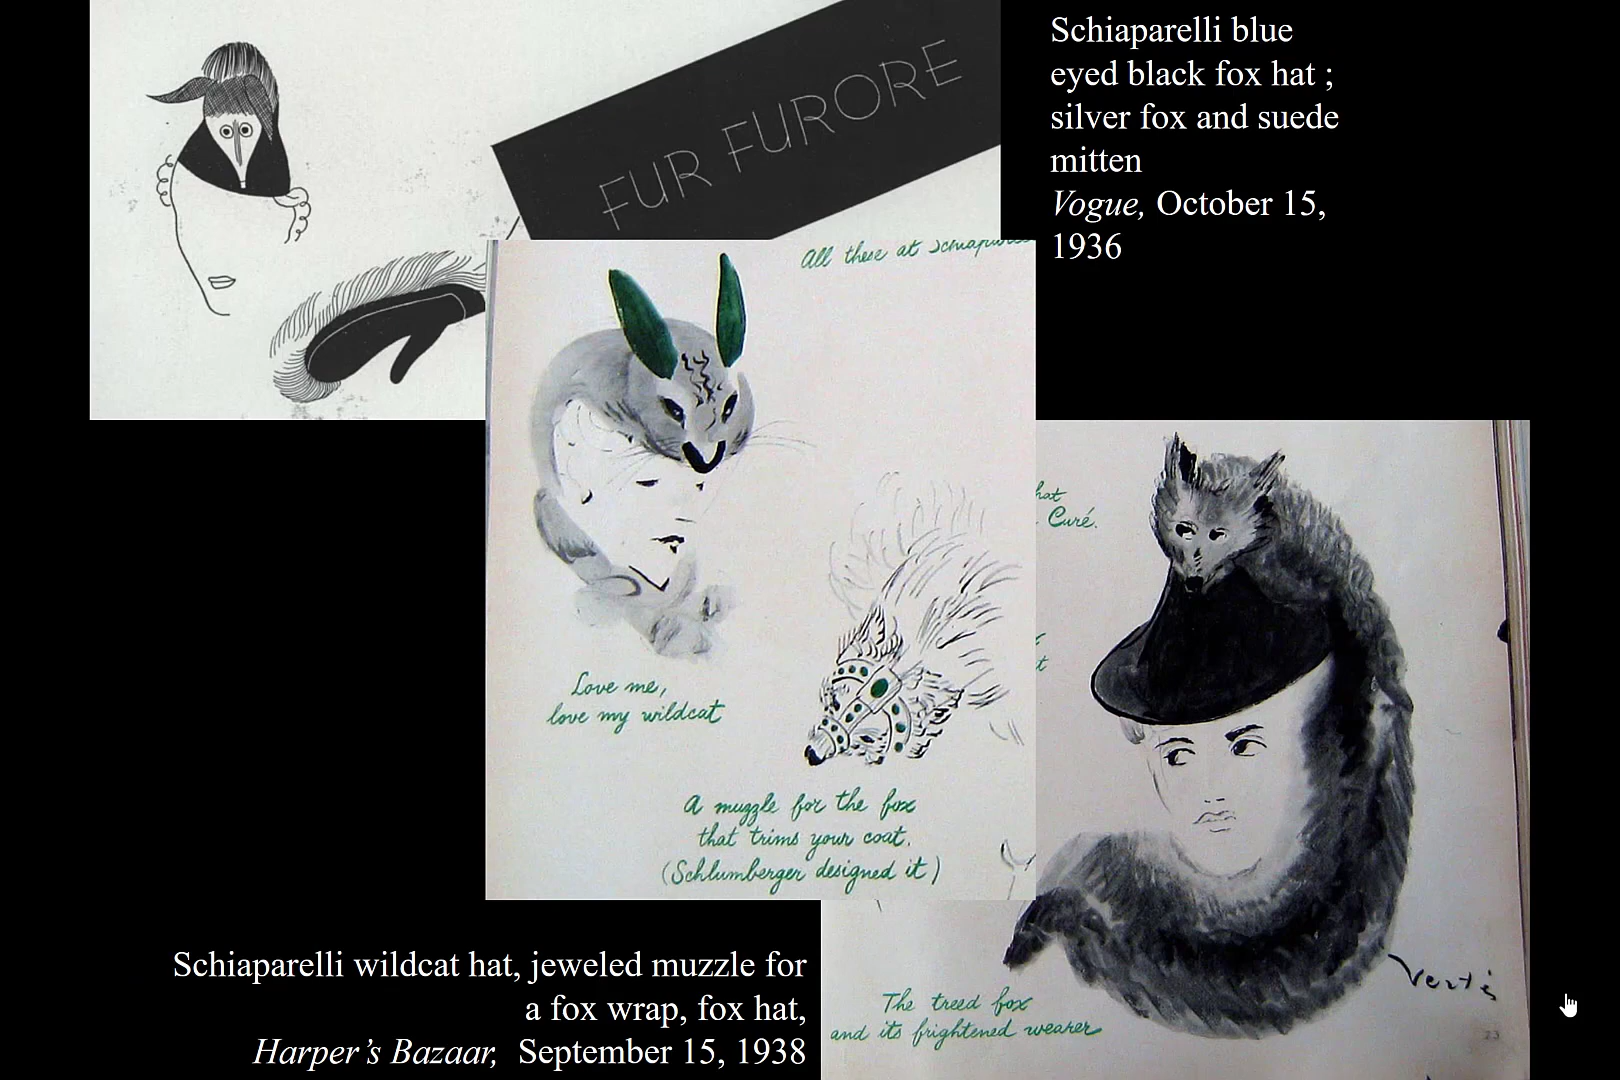 FUR FURORE
Schiaparelli blue
eyed black fox hat ;
silver fox and suede
mitten
Vogue, October 15,
1936
All these at
hat
Curé.
Love me,
love my wildcat
A muzzle for the fox
that trims your coat.
(Schlumberger designed it)
The treed fox
and its frightened wearer
Vertès
23
Schiaparelli wildcat hat, jeweled muzzle for
a fox wrap, fox hat,
Harper’s Bazaar, September 15, 1938